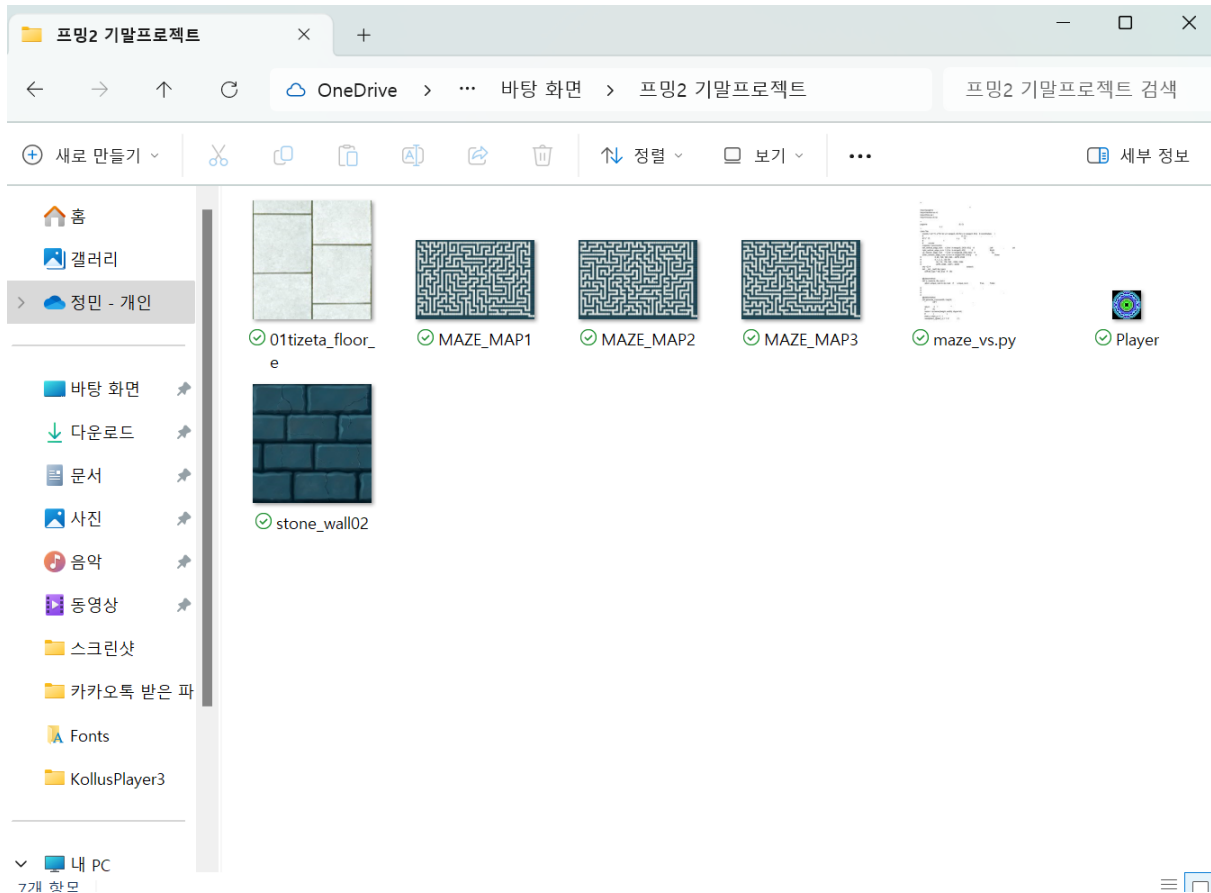 프밍2 기말프로젝트
OneDrive > ... 바탕 화면 > 프밍2 기말프로젝트
프밍2 기말프로젝트 검색
새로 만들기
정렬
보기
세부 정보
홈
갤러리
정민 - 개인
바탕 화면
다운로드
문서
사진
음악
동영상
스크린샷
카카오톡 받은 파
Fonts
KollusPlayer3
내 PC
01tizeta_floor_
e
MAZE_MAP1
MAZE_MAP2
MAZE_MAP3
maze_vs.py
Player
stone_wall02
7개 항목